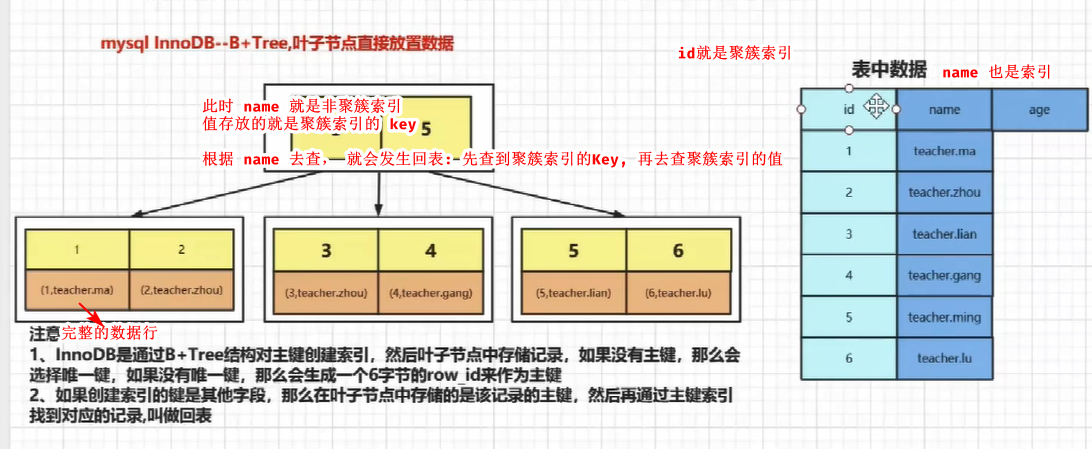 mysql InnoDB--B+Tree,叶子节点直接放置数据
id就是聚簇索引
表中数据
name 也是索引
此时 name 就是非聚簇索引
值存放的就是聚簇索引的 key
5
根据 name 去查, 就会发生回表: 先查到聚簇索引的Key, 再去查聚簇索引的值
id name age
1 teacher.ma
2 teacher.zhou
3 teacher.lian
4 teacher.gang
5 teacher.ming
6 teacher.lu
1 2
(1,teacher.ma) (2,teacher.zhou)
3 4
(3,teacher.zhou) (4,teacher.gang)
5 6
(5,teacher.lian) (6,teacher.lu)
完整的数据行
注意
1、InnoDB是通过B+Tree结构对主键创建索引，然后叶子节点中存储记录，如果没有主键，那么会
选择唯一键，如果没有唯一键，那么会生成一个6字节的row_id来作为主键
2、如果创建索引的键是其他字段，那么在叶子节点中存储的是该记录的主键，然后再通过主键索引
找到对应的记录,叫做回表